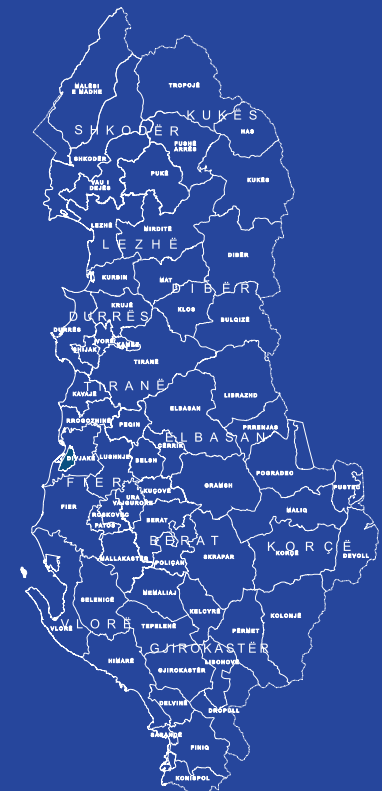 TROPOJË
MALËSI
E MADHE
KUKËS
SHKODËR
HAS
FUSHË
ARRËS
SHKODËR
PUKË
KUKËS
VAU I
DEJËS
LEZHË
MIRDITË
LEZHË
DIBËR
KURBIN
MAT
DIBËR
KRUJË
KLOS
DURRËS
BULQIZË
DURRËS
VORË
KAMËZ
SHIJAK
TIRANË
TIRANË
KAVAJË
LIBRAZHD
ELBASAN
RROGOZHINË
PEQIN
PRRENJAS
ELBASAN
CËRRIK
DIVJAKË
LUSHNJE
BELSH
POGRADEC
PUSTEC
FIER
GRAMSH
KUÇOVË
URA
VAJGURORE
FIER
MALIQ
ROSKOVEC
BERAT
PATOS
BERAT
KORÇË
KORÇË
DEVOLL
MALLAKASTËR
POLIÇAN
SKRAPAR
MEMALIAJ
SELENICË
KELCYRË
KOLONJË
VLORË
TEPELENË
VLORË
PËRMET
GJIROKASTËR
HIMARË
LIBOHOVË
GJIROKASTËR
DELVINË
DROPULL
SARANDË
FINIQ
KONISPOL